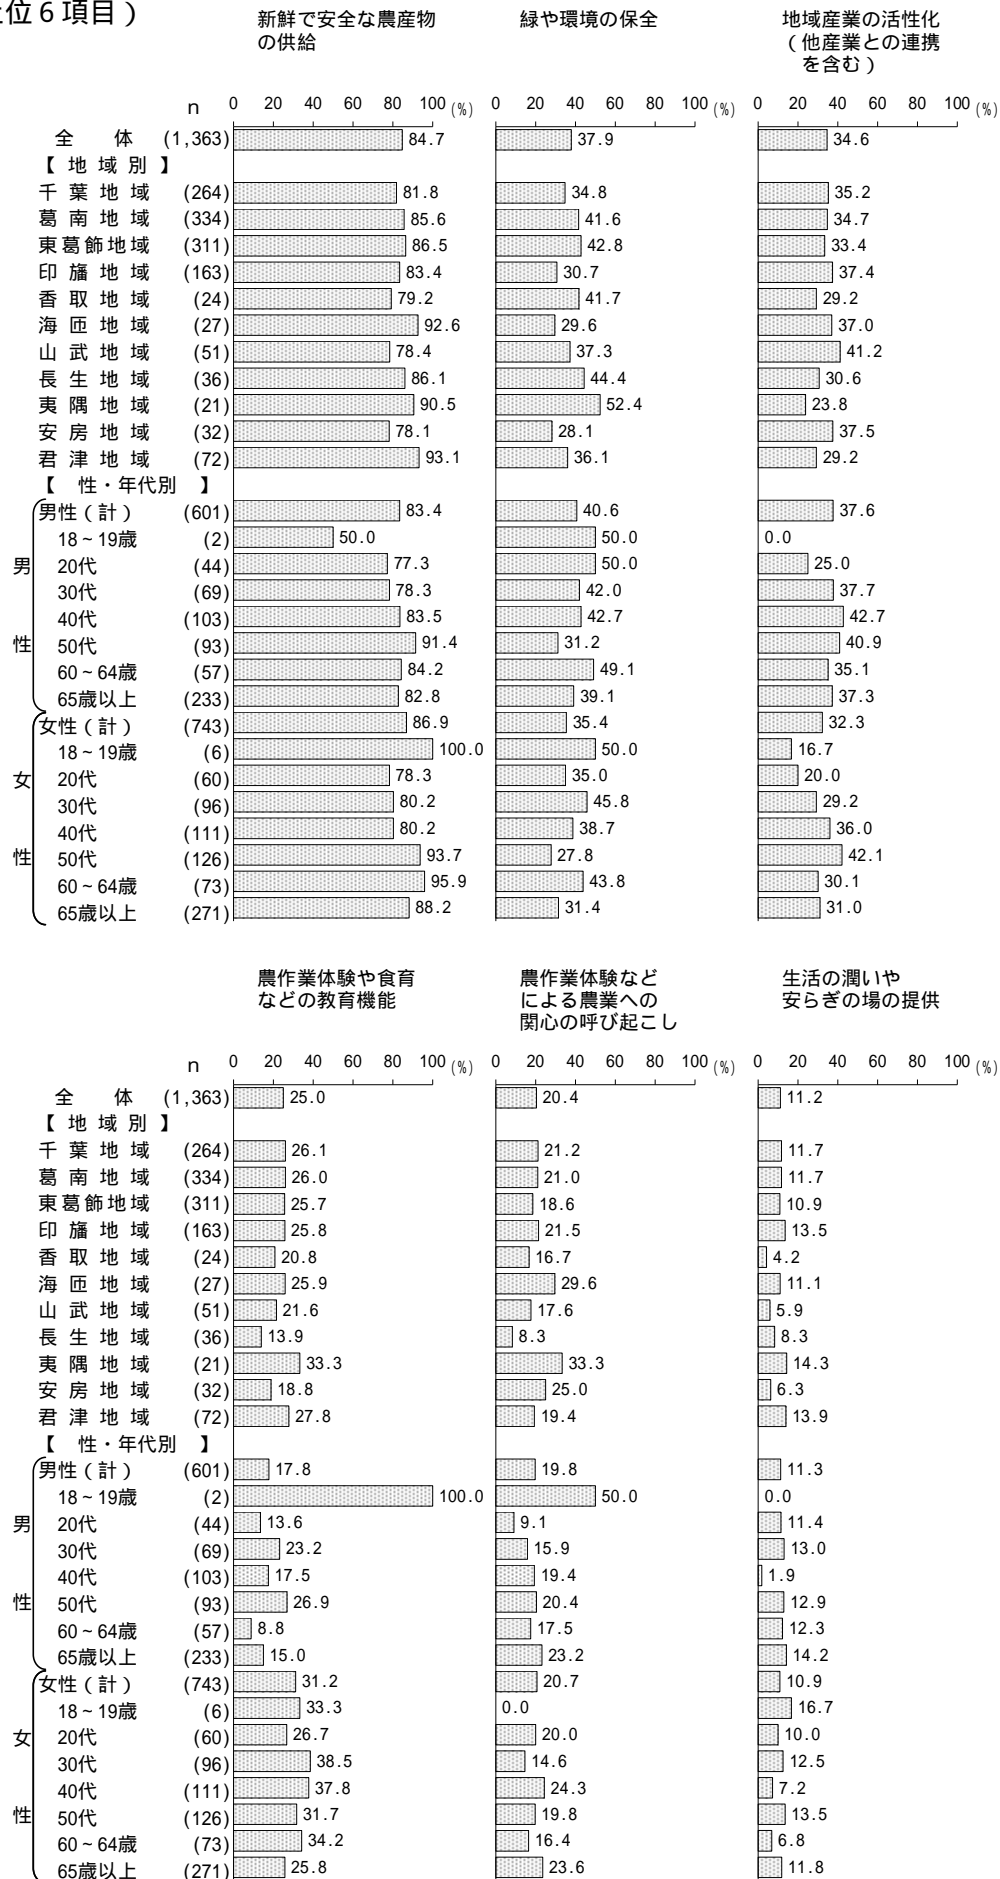 位６項目）
新鮮で安全な農産物
の供給
緑や環境の保全
地域産業の活性化
（他産業との連携
を含む）
n 0 20 40 60 80 100 (%) 0 20 40 60 80 100 (%) 0 20 40 60 80 100 (%)
全 体 (1,363) 84.7 37.9 34.6
【 地 域 別 】
千 葉 地 域 (264) 81.8 34.8 35.2
葛 南 地 域 (334) 85.6 41.6 34.7
東葛飾地域 (311) 86.5 42.8 33.4
印 旛 地 域 (163) 83.4 30.7 37.4
香 取 地 域 (24) 79.2 41.7 29.2
海 匝 地 域 (27) 92.6 29.6 37.0
山 武 地 域 (51) 78.4 37.3 41.2
長 生 地 域 (36) 86.1 44.4 30.6
夷 隅 地 域 (21) 90.5 52.4 23.8
安 房 地 域 (32) 78.1 28.1 37.5
君 津 地 域 (72) 93.1 36.1 29.2
【 性・年代別 】
男性（計） (601) 83.4 40.6 37.6
18～19歳 (2) 50.0 50.0 0.0
男 20代 (44) 77.3 50.0 25.0
30代 (69) 78.3 42.0 37.7
40代 (103) 83.5 42.7 42.7
性 50代 (93) 91.4 31.2 40.9
60～64歳 (57) 84.2 49.1 35.1
65歳以上 (233) 82.8 39.1 37.3
女性（計） (743) 86.9 35.4 32.3
18～19歳 (6) 100.0 50.0 16.7
女 20代 (60) 78.3 35.0 20.0
30代 (96) 80.2 45.8 29.2
40代 (111) 80.2 38.7 36.0
性 50代 (126) 93.7 27.8 42.1
60～64歳 (73) 95.9 43.8 30.1
65歳以上 (271) 88.2 31.4 31.0
農作業体験や食育
などの教育機能
農作業体験など
による農業への
関心の呼び起こし
生活の潤いや
安らぎの場の提供
n 0 20 40 60 80 100 (%) 0 20 40 60 80 100 (%) 0 20 40 60 80 100 (%)
全 体 (1,363) 25.0 20.4 11.2
【 地 域 別 】
千 葉 地 域 (264) 26.1 21.2 11.7
葛 南 地 域 (334) 26.0 21.0 11.7
東葛飾地域 (311) 25.7 18.6 10.9
印 旛 地 域 (163) 25.8 21.5 13.5
香 取 地 域 (24) 20.8 16.7 4.2
海 匝 地 域 (27) 25.9 29.6 11.1
山 武 地 域 (51) 21.6 17.6 5.9
長 生 地 域 (36) 13.9 8.3 8.3
夷 隅 地 域 (21) 33.3 33.3 14.3
安 房 地 域 (32) 18.8 25.0 6.3
君 津 地 域 (72) 27.8 19.4 13.9
【 性・年代別 】
男性（計） (601) 17.8 19.8 11.3
18～19歳 (2) 100.0 50.0 0.0
男 20代 (44) 13.6 9.1 11.4
30代 (69) 23.2 15.9 13.0
40代 (103) 17.5 19.4 1.9
性 50代 (93) 26.9 20.4 12.9
60～64歳 (57) 8.8 17.5 12.3
65歳以上 (233) 15.0 23.2 14.2
女性（計） (743) 31.2 20.7 10.9
18～19歳 (6) 33.3 0.0 16.7
女 20代 (60) 26.7 20.0 10.0
30代 (96) 38.5 14.6 12.5
40代 (111) 37.8 24.3 7.2
性 50代 (126) 31.7 19.8 13.5
60～64歳 (73) 34.2 16.4 6.8
65歳以上 (271) 25.8 23.6 11.8